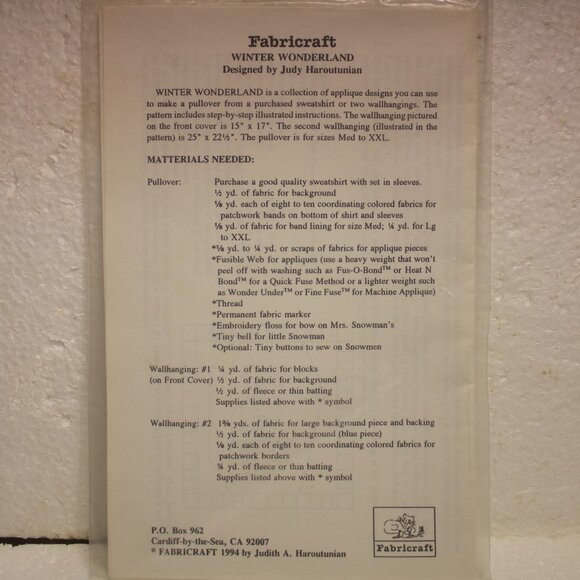 Fabricraft
WINTER WONDERLAND
Designed by Judy Haroutunian
WINTER WONDERLAND is a collection of applique designs you can use
to make a pullover from a purchased sweatshirt or two wallhangings. The
pattern includes step-by-step illustrated instructions. The wallhanging pictured
on the front cover is 15" x 17". The second wallhanging (illustrated in the
pattern) is 25" x 22½". The pullover is for sizes Med to XXL.
MATTERIALS NEEDED:
Pullover: Purchase a good quality sweatshirt with set in sleeves.
½ yd. of fabric for background
⅛ yd. each of eight to ten coordinating colored fabrics for
patchwork bands on bottom of shirt and sleeves
⅛ yd. of fabric for band lining for size Med; ¼ yd. for Lg
to XXL
*⅛ yd. to ¼ yd. or scraps of fabrics for applique pieces
*Fusible Web for appliques (use a heavy weight that won't
peel off with washing such as Fus-O-Bond™ or Heat N
Bond™ for a Quick Fuse Method or a lighter weight such
as Wonder Under™ or Fine Fuse™ for Machine Applique)
*Thread
*Permanent fabric marker
*Embroidery floss for bow on Mrs. Snowman's
*Tiny bell for little Snowman
*Optional: Tiny buttons to sew on Snowmen
Wallhanging: #1 ¼ yd. of fabric for blocks
(on Front Cover) ½ yd. of fabric for background
½ yd. of fleece or thin batting
Supplies listed above with * symbol
Wallhanging: #2 1⅜ yds. of fabric for large background piece and backing
½ yd. of fabric for background (blue piece)
⅛ yd. each of eight to ten coordinating colored fabrics for
patchwork borders
¾ yd. of fleece or thin batting
Supplies listed above with * symbol
P.O. Box 962
Cardiff-by-the-Sea, CA 92007
© FABRICRAFT 1994 by Judith A. Haroutunian
Fabricraft